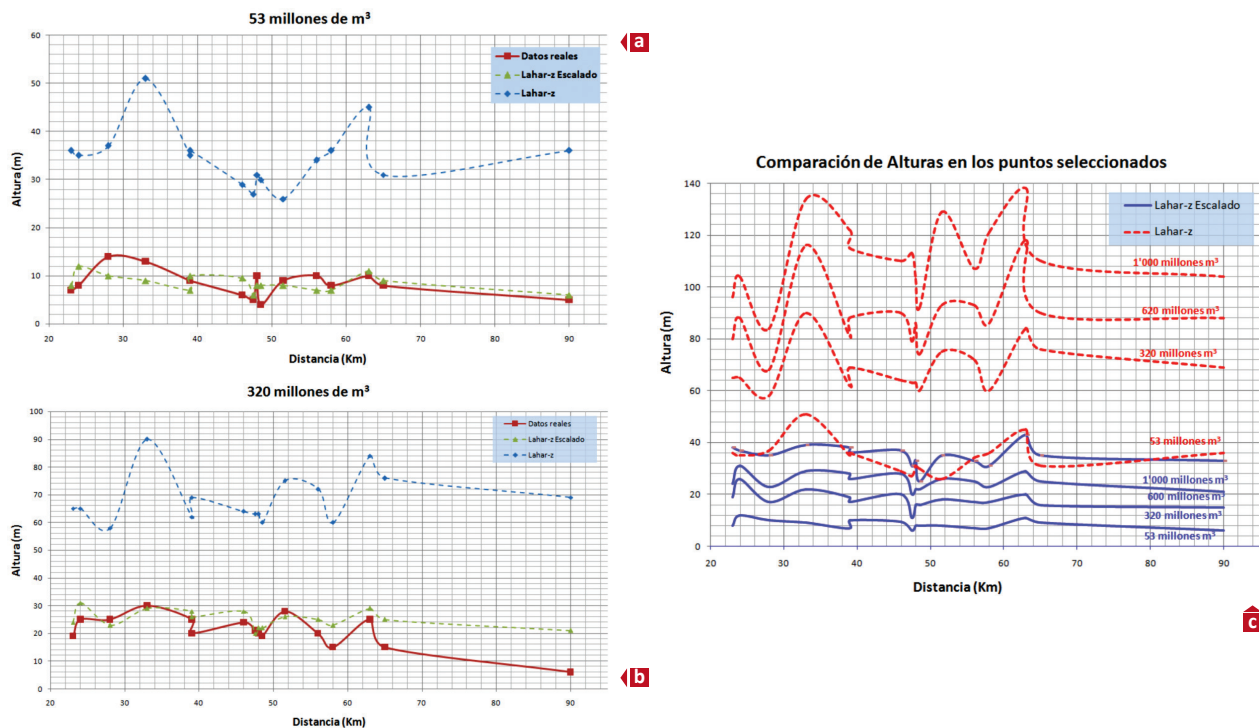 53 millones de m³
60
50
40
30
20
10
0
Altura (m)
Datos reales
Lahar-z Escalado
Lahar-z
20 30 40 50 60 70 80 90
Distancia (Km)
a
320 millones de m³
100
90
80
70
60
50
40
30
20
10
0
Altura (m)
Datos reales
Lahar-z Escalado
Lahar-z
20 30 40 50 60 70 80 90
Distancia (Km)
b
Comparación de Alturas en los puntos seleccionados
140
120
100
80
60
40
20
0
Altura (m)
Lahar-z Escalado
Lahar-z
1'000 millones m³
620 millones m³
320 millones m³
53 millones m³
1'000 millones m³
600 millones m³
320 millones m³
53 millones m³
20 30 40 50 60 70 80 90
Distancia (Km)
c